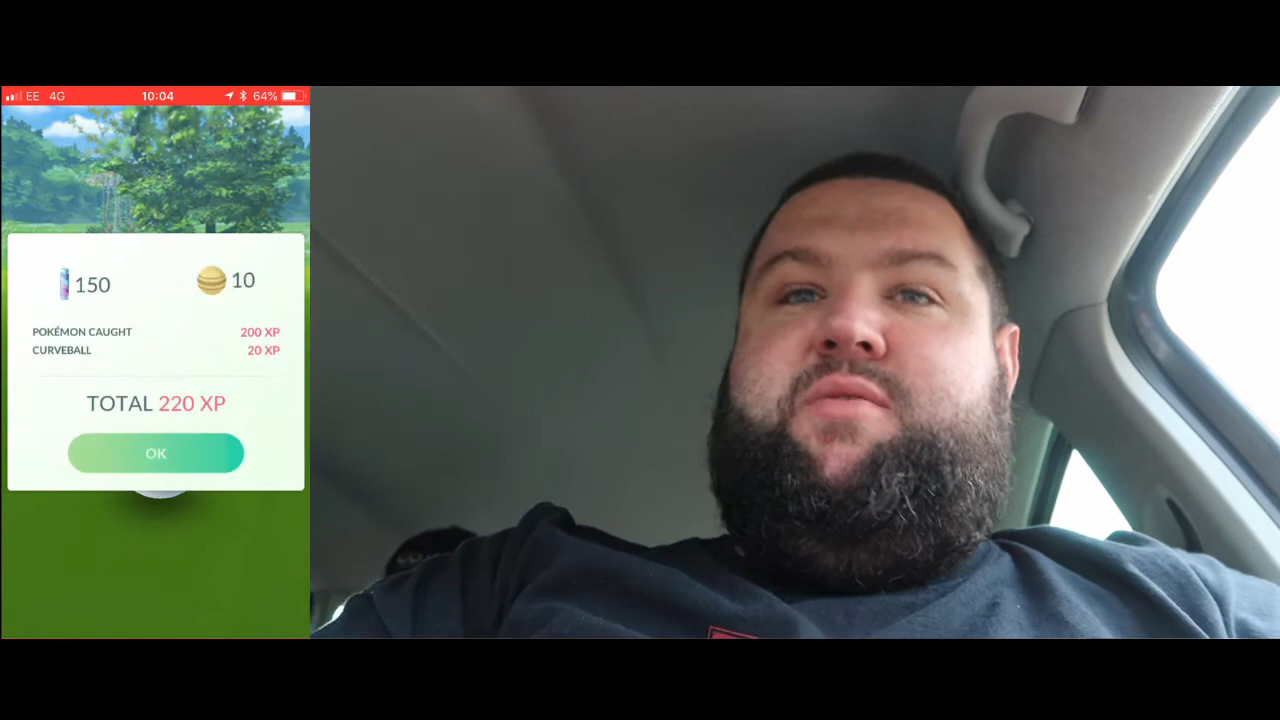 EE 4G 10:04 64%
150 10
POKÉMON CAUGHT 200 XP
CURVEBALL 20 XP
TOTAL 220 XP
OK